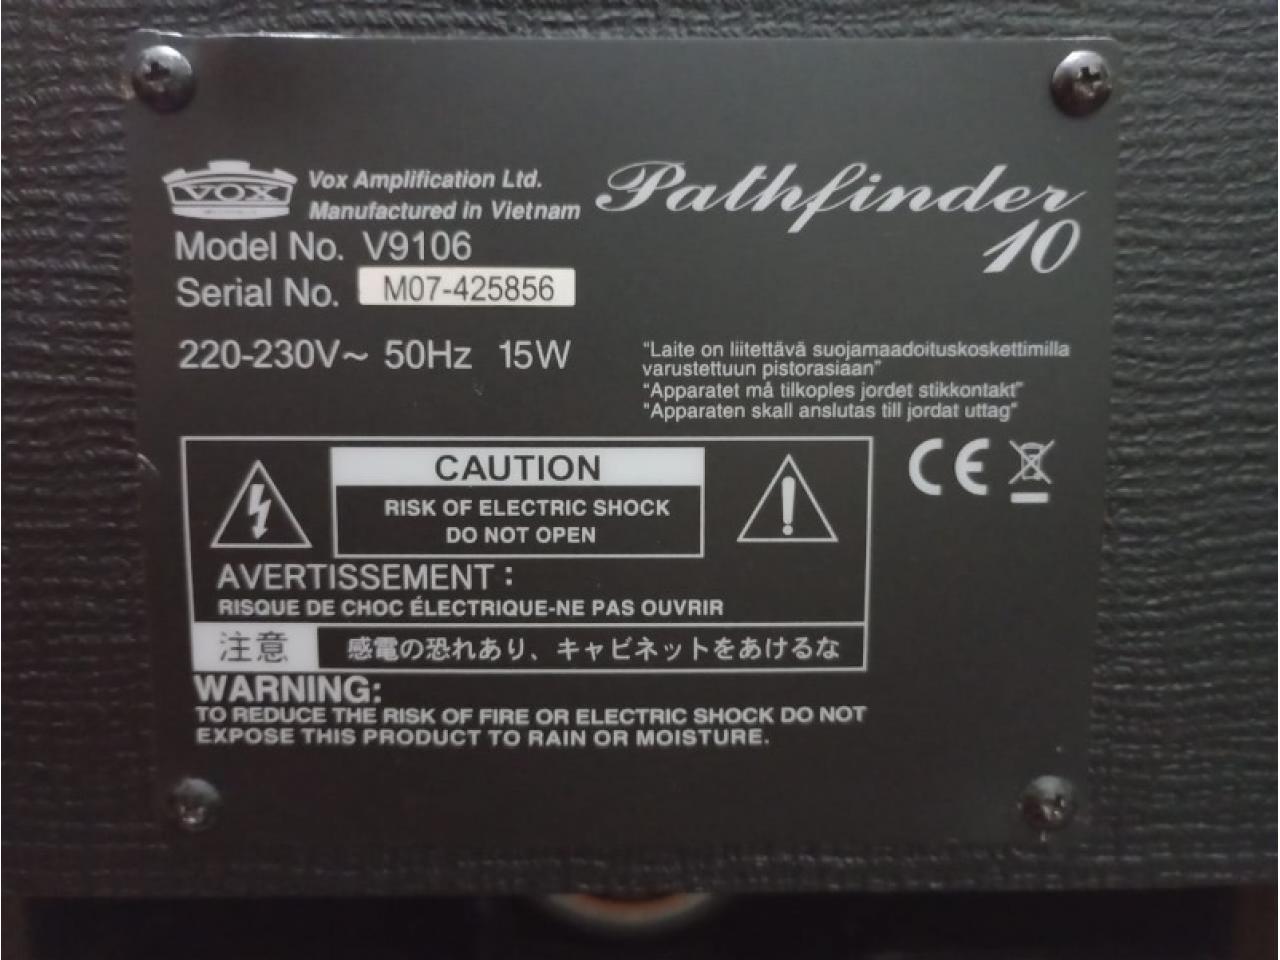 VOX
Vox Amplification Ltd.
Manufactured in Vietnam
Pathfinder
10
Model No. V9106
Serial No. M07-425856
220-230V~ 50Hz 15W
"Laite on liitettävä suojamaadoituskoskettimilla
varustettuun pistorasiaan"
"Apparatet må tilkoples jordet stikkontakt"
"Apparaten skall anslutas till jordat uttag"
CE
CAUTION
RISK OF ELECTRIC SHOCK
DO NOT OPEN
AVERTISSEMENT :
RISQUE DE CHOC ÉLECTRIQUE-NE PAS OUVRIR
注意 感電の恐れあり、キャビネットをあけるな
WARNING:
TO REDUCE THE RISK OF FIRE OR ELECTRIC SHOCK DO NOT
EXPOSE THIS PRODUCT TO RAIN OR MOISTURE.